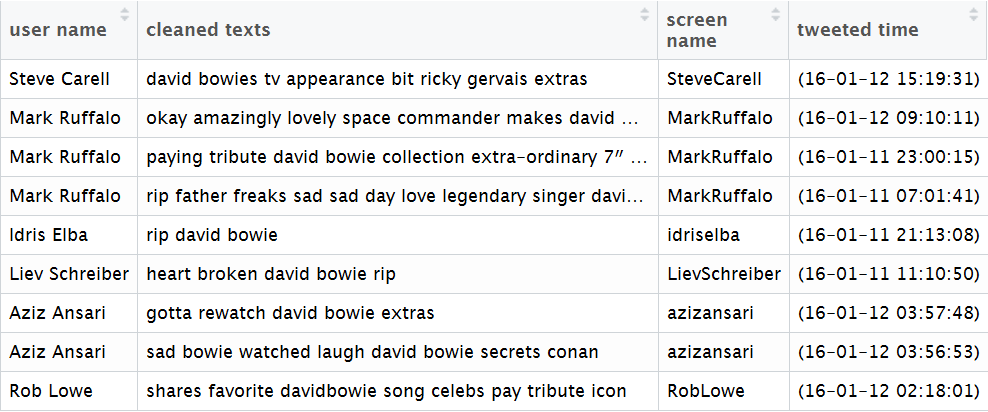 user name cleaned texts screen name tweeted time
Steve Carell david bowies tv appearance bit ricky gervais extras SteveCarell (16-01-12 15:19:31)
Mark Ruffalo okay amazingly lovely space commander makes david ... MarkRuffalo (16-01-12 09:10:11)
Mark Ruffalo paying tribute david bowie collection extra-ordinary 7″ ... MarkRuffalo (16-01-11 23:00:15)
Mark Ruffalo rip father freaks sad sad day love legendary singer davi... MarkRuffalo (16-01-11 07:01:41)
Idris Elba rip david bowie idriselba (16-01-11 21:13:08)
Liev Schreiber heart broken david bowie rip LievSchreiber (16-01-11 11:10:50)
Aziz Ansari gotta rewatch david bowie extras azizansari (16-01-12 03:57:48)
Aziz Ansari sad bowie watched laugh david bowie secrets conan azizansari (16-01-12 03:56:53)
Rob Lowe shares favorite davidbowie song celebs pay tribute icon RobLowe (16-01-12 02:18:01)